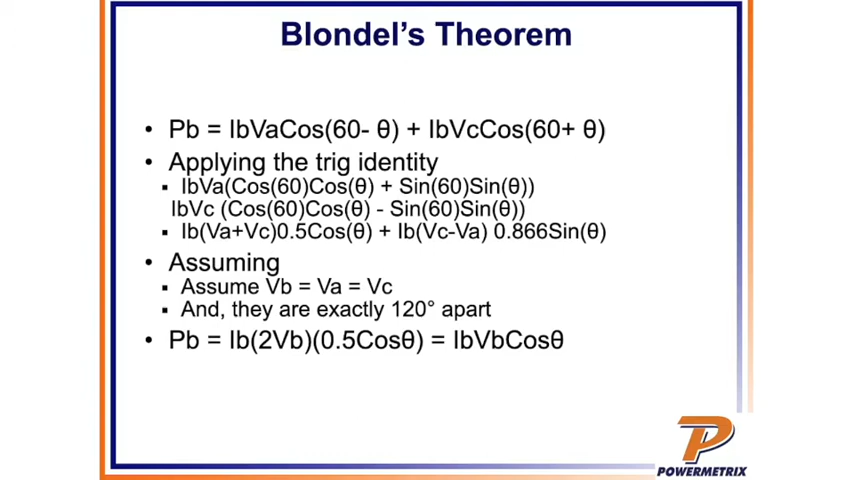 Blondel's Theorem
• Pb = IbVaCos(60- θ) + IbVcCos(60+ θ)
• Applying the trig identity
▪ IbVa(Cos(60)Cos(θ) + Sin(60)Sin(θ))
IbVc (Cos(60)Cos(θ) - Sin(60)Sin(θ))
▪ Ib(Va+Vc)0.5Cos(θ) + Ib(Vc-Va) 0.866Sin(θ)
• Assuming
▪ Assume Vb = Va = Vc
▪ And, they are exactly 120° apart
• Pb = Ib(2Vb)(0.5Cosθ) = IbVbCosθ
POWERMETRIX